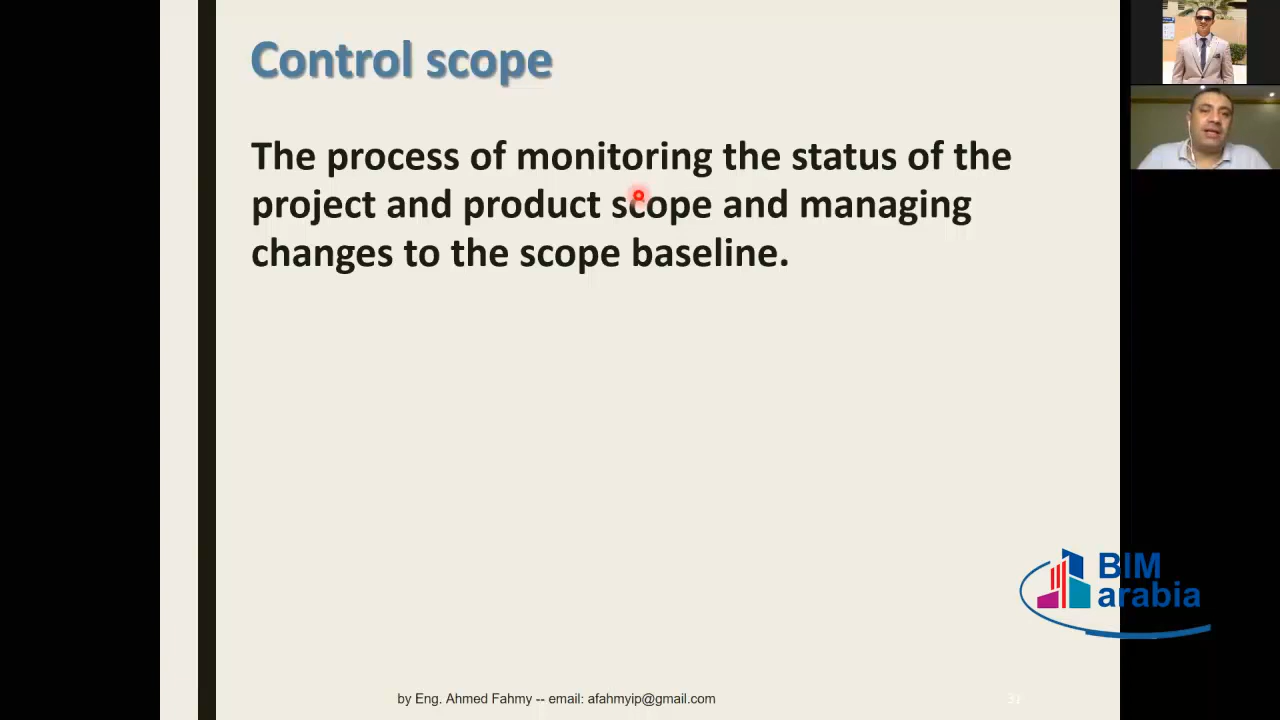 Control scope
The process of monitoring the status of the
project and product scope and managing
changes to the scope baseline.
BIM
arabia
by Eng. Ahmed Fahmy -- email: afahmyip@gmail.com